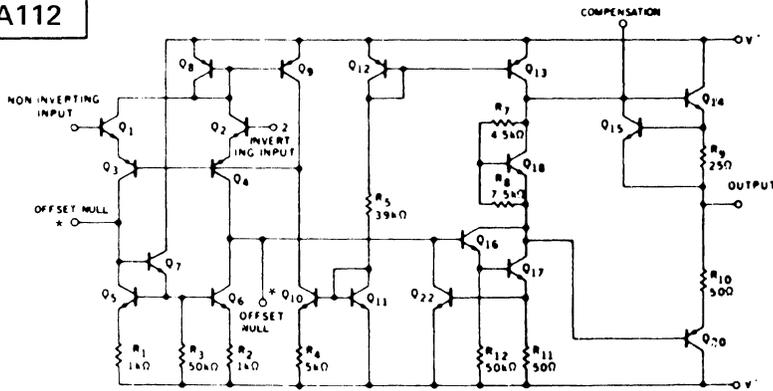 A112
COMPENSATION
V+
Q8
Q9
Q12
Q13
NON INVERTING
INPUT
Q1
Q2
2
INVERT
ING INPUT
Q14
Q15
R7
4.5kΩ
Q18
R8
7.5kΩ
R9
25Ω
Q3
Q4
R5
39kΩ
OUTPUT
OFFSET NULL
*
Q7
Q16
Q17
Q5
Q6
*
OFFSET
NULL
Q10
Q11
Q22
R10
50Ω
Q20
R1
1kΩ
R3
50kΩ
R2
1kΩ
R4
5kΩ
R12
50kΩ
R11
50Ω